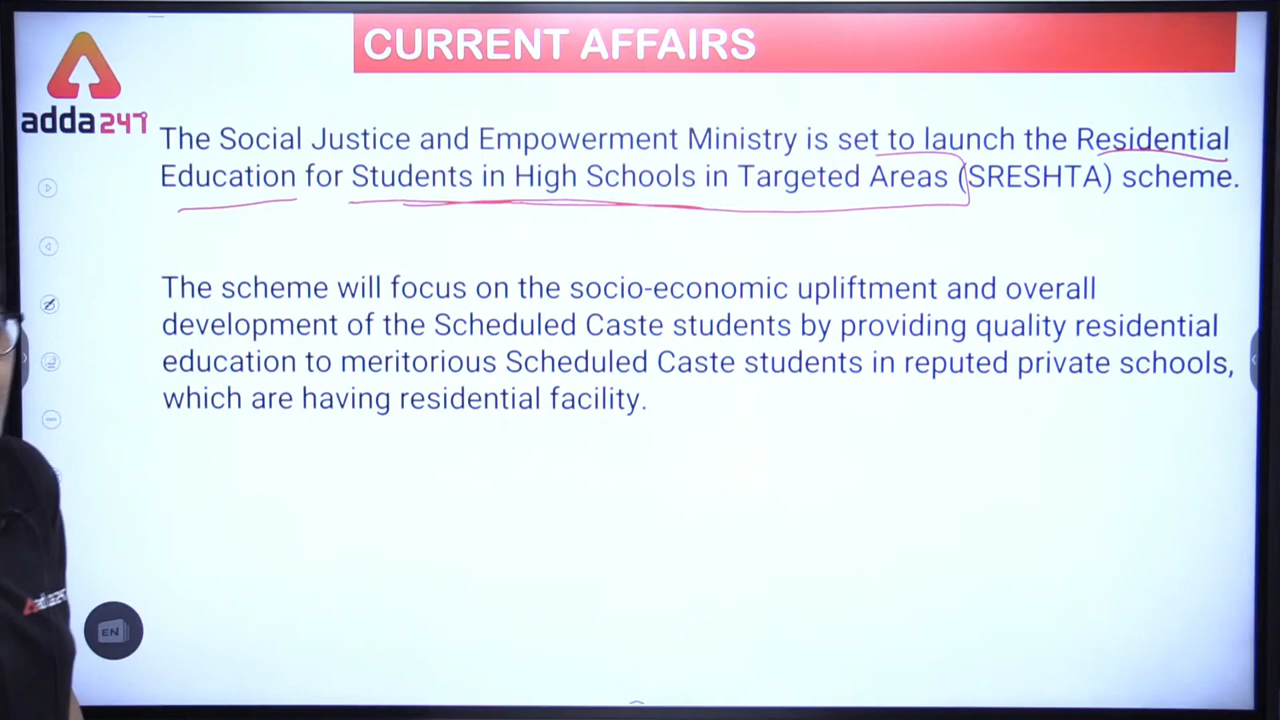 CURRENT AFFAIRS
adda247
The Social Justice and Empowerment Ministry is set to launch the Residential
Education for Students in High Schools in Targeted Areas (SRESHTA) scheme.
The scheme will focus on the socio-economic upliftment and overall
development of the Scheduled Caste students by providing quality residential
education to meritorious Scheduled Caste students in reputed private schools,
which are having residential facility.
EN